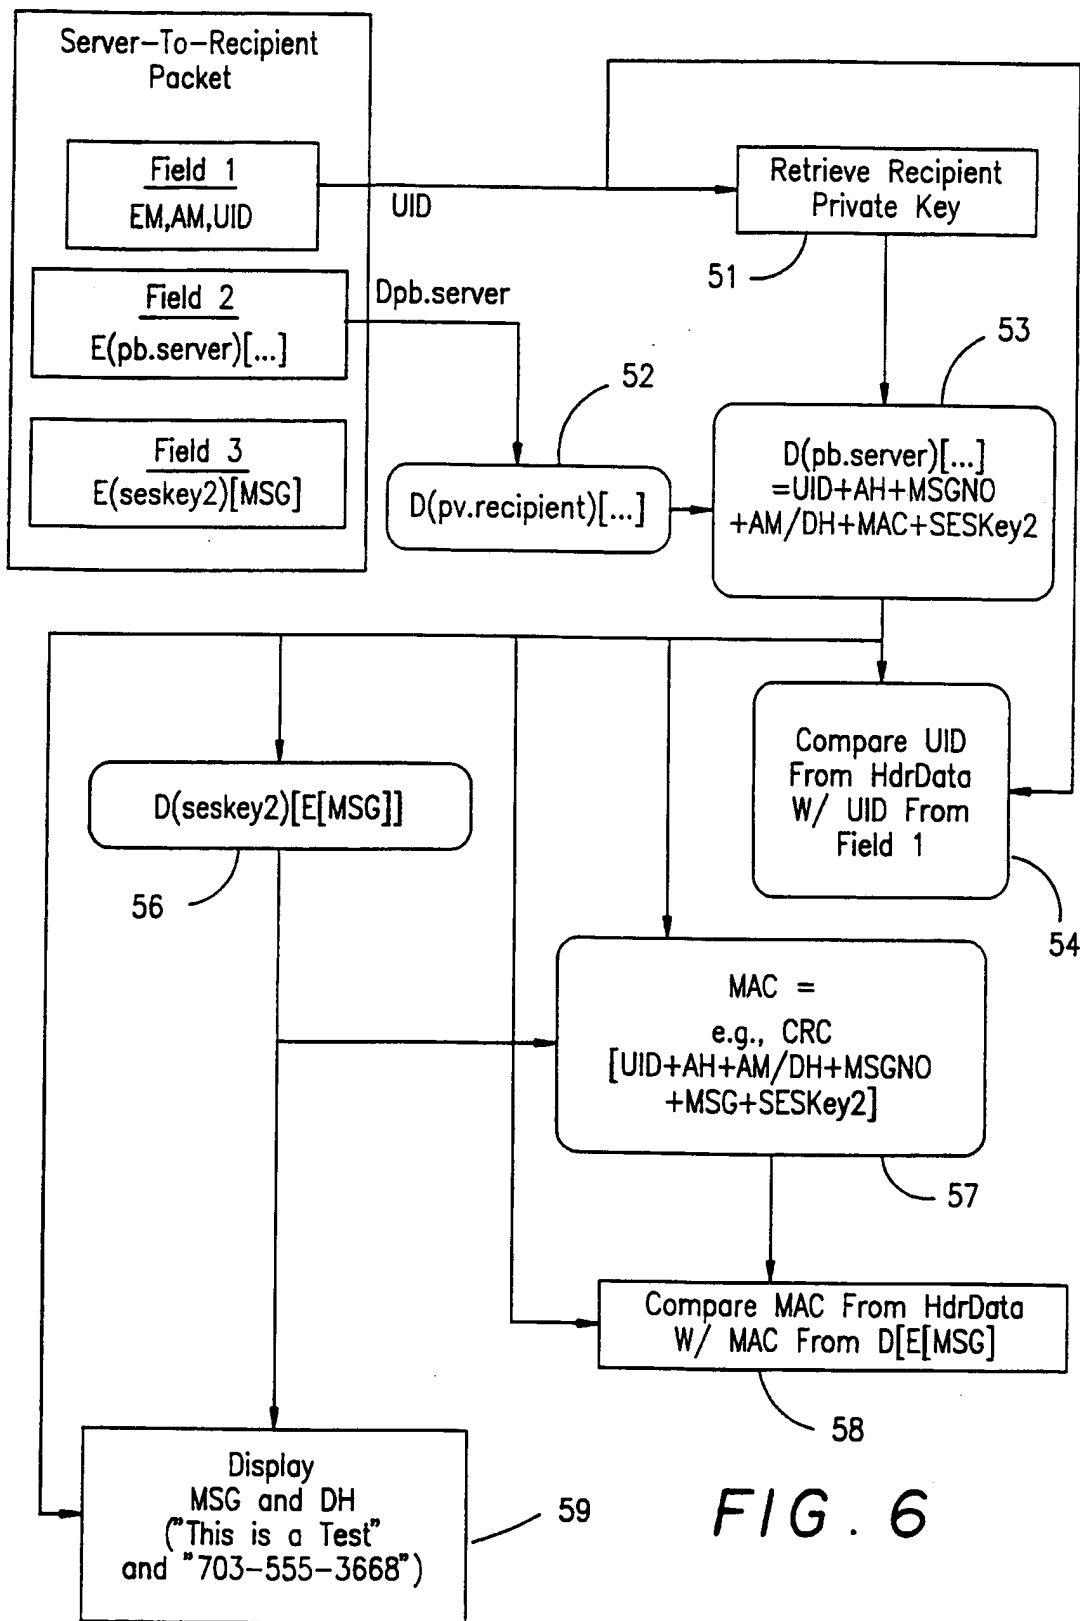 Server-To-Recipient
Packet
Field 1
EM,AM,UID
UID
Retrieve Recipient
Private Key
51
Field 2
E(pb.server)[...]
Dpb.server
53
52
Field 3
E(seskey2)[MSG]
D(pv.recipient)[...]
D(pb.server)[...]
=UID+AH+MSGNO
+AM/DH+MAC+SESKey2
Compare UID
From HdrData
W/ UID From
Field 1
54
D(seskey2)[E[MSG]]
56
MAC =
e.g., CRC
[UID+AH+AM/DH+MSGNO
+MSG+SESKey2]
57
Compare MAC From HdrData
W/ MAC From D[E[MSG]
58
Display
MSG and DH
("This is a Test"
and "703-555-3668")
59
FIG. 6